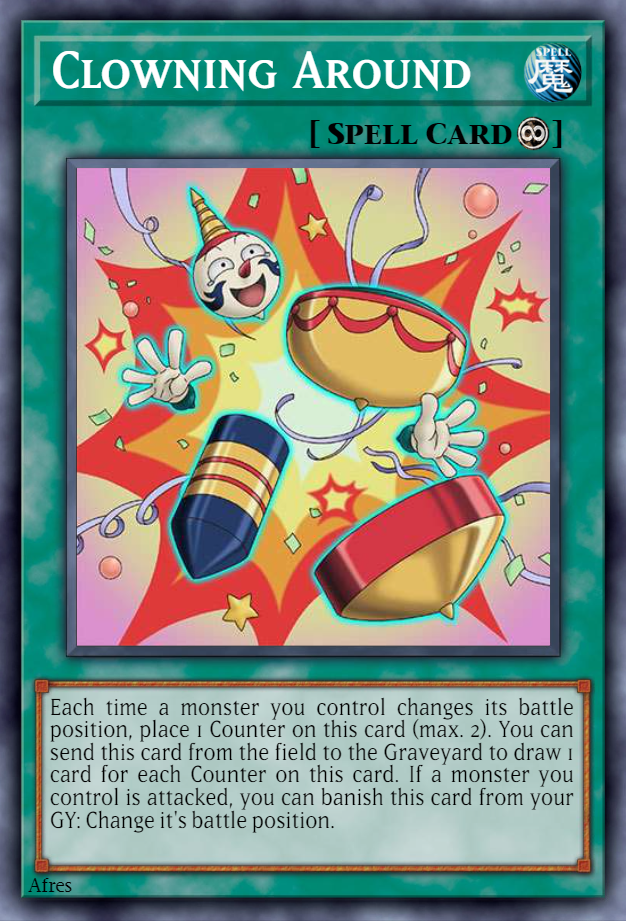 Clowning Around
SPELL
魔
[ Spell Card ]
Each time a monster you control changes its battle
position, place 1 Counter on this card (max. 2). You can
send this card from the field to the Graveyard to draw 1
card for each Counter on this card. If a monster you
control is attacked, you can banish this card from your
GY: Change it's battle position.
Afres